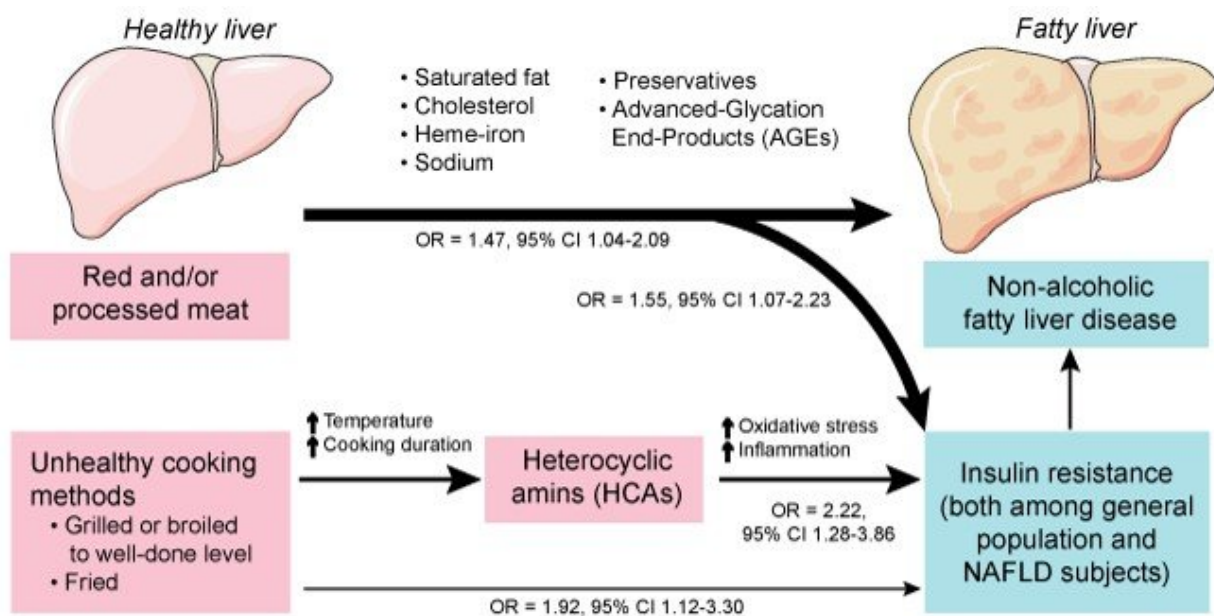 Healthy liver
Fatty liver
• Saturated fat
• Cholesterol
• Heme-iron
• Sodium
• Preservatives
• Advanced-Glycation
End-Products (AGEs)
OR = 1.47, 95% CI 1.04-2.09
Red and/or
processed meat
OR = 1.55, 95% CI 1.07-2.23
Non-alcoholic
fatty liver disease
Unhealthy cooking
methods
• Grilled or broiled
to well-done level
• Fried
Temperature
Cooking duration
Heterocyclic
amins (HCAs)
Oxidative stress
Inflammation
OR = 2.22,
95% CI 1.28-3.86
Insulin resistance
(both among general
population and
NAFLD subjects)
OR = 1.92, 95% CI 1.12-3.30